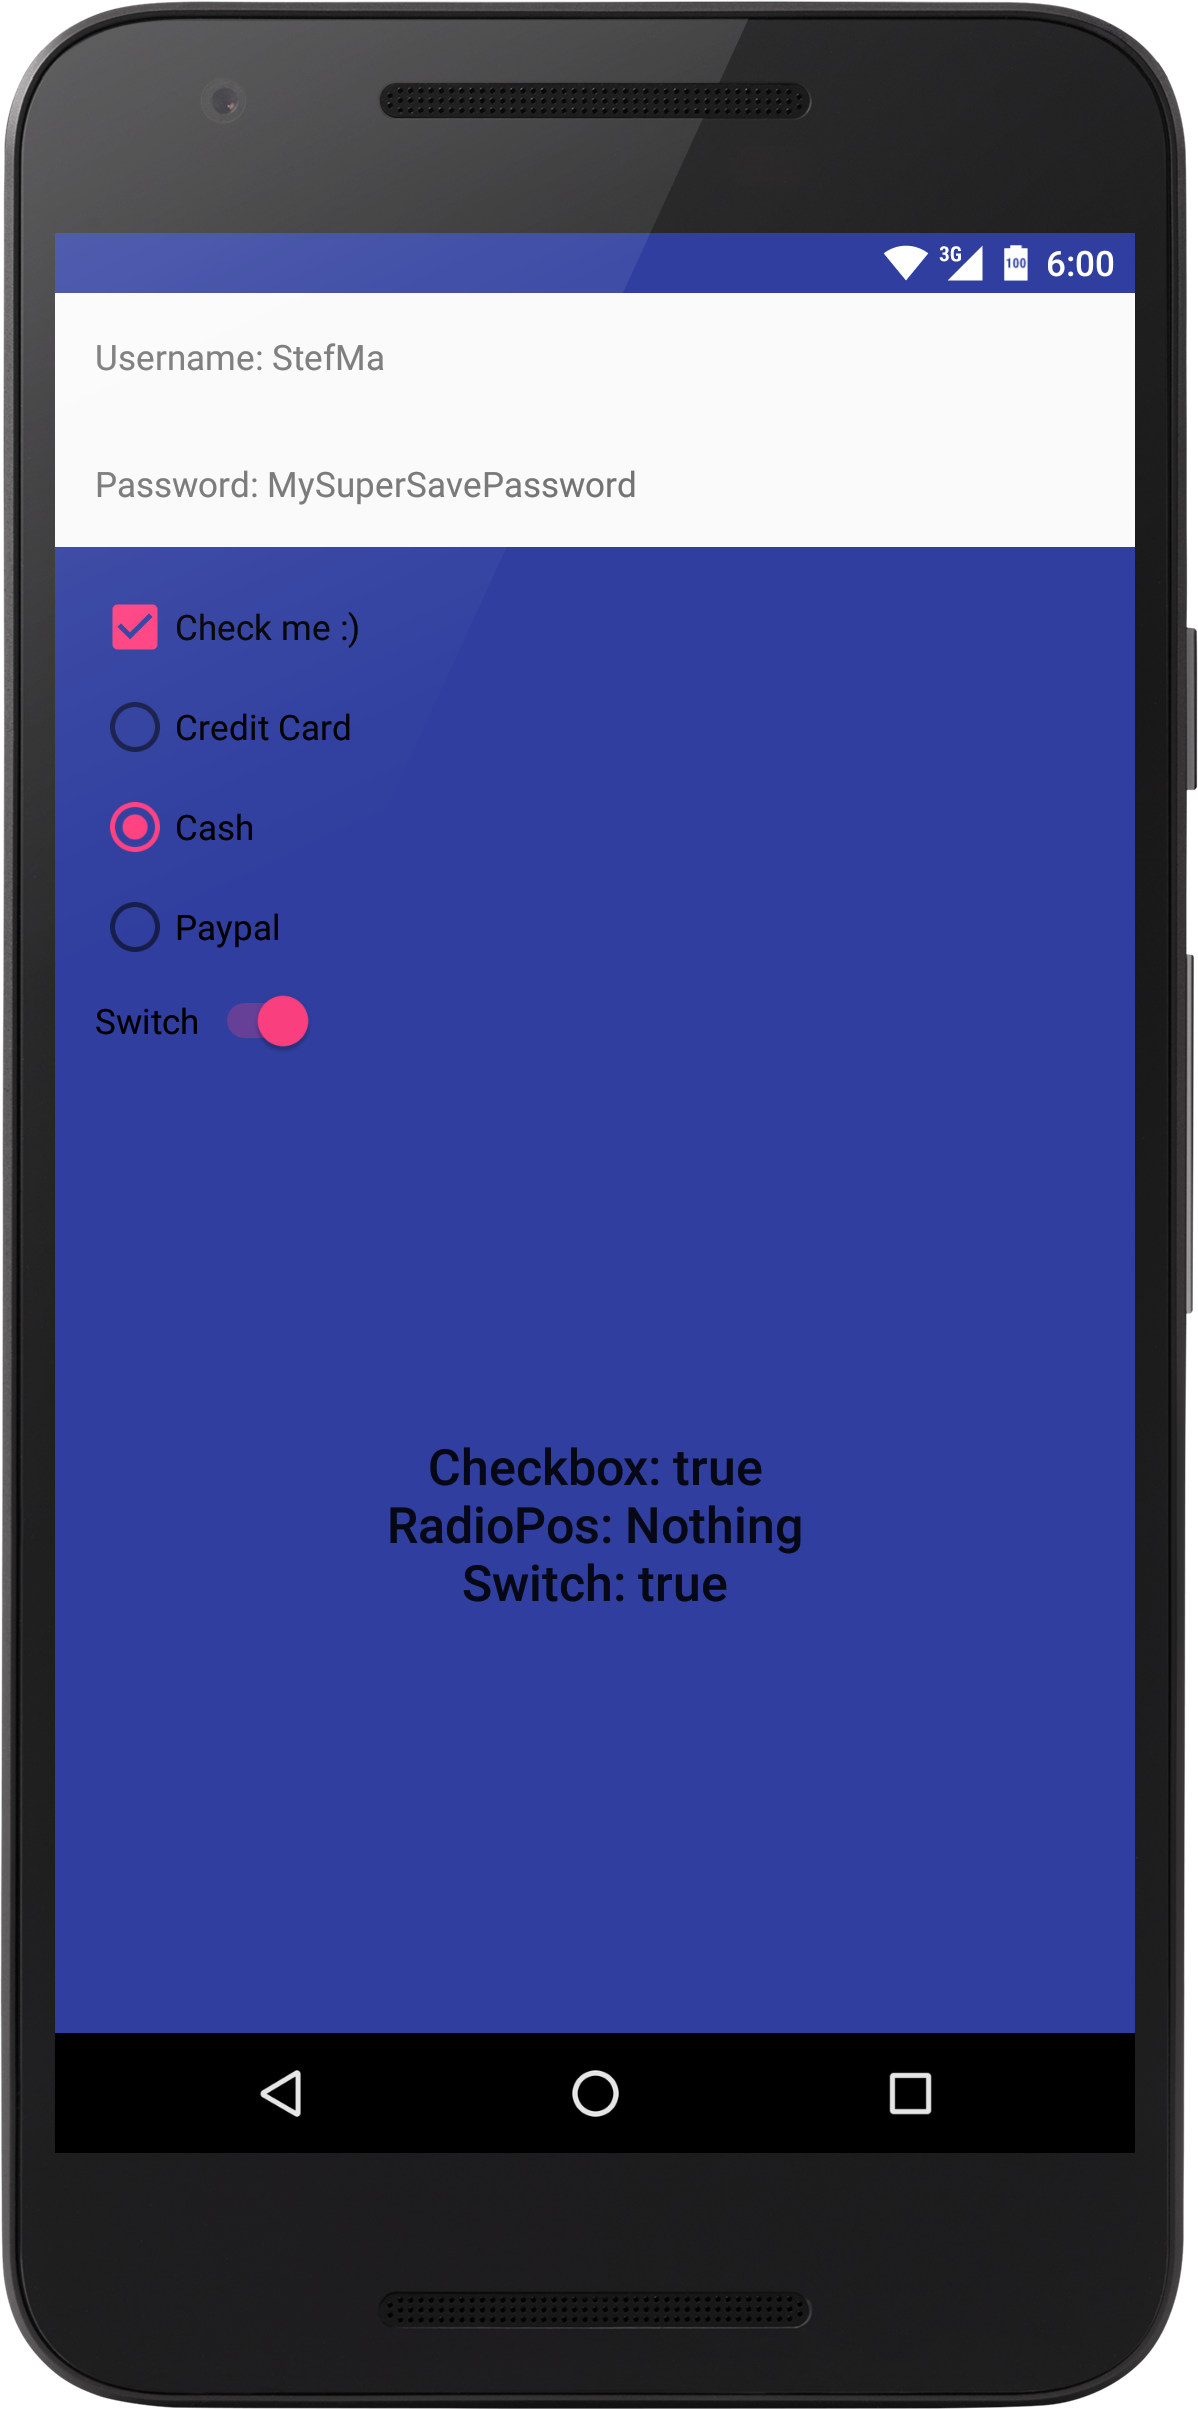 3G 100 6:00
Username: StefMa
Password: MySuperSavePassword
Check me :)
Credit Card
Cash
Paypal
Switch
Checkbox: true
RadioPos: Nothing
Switch: true